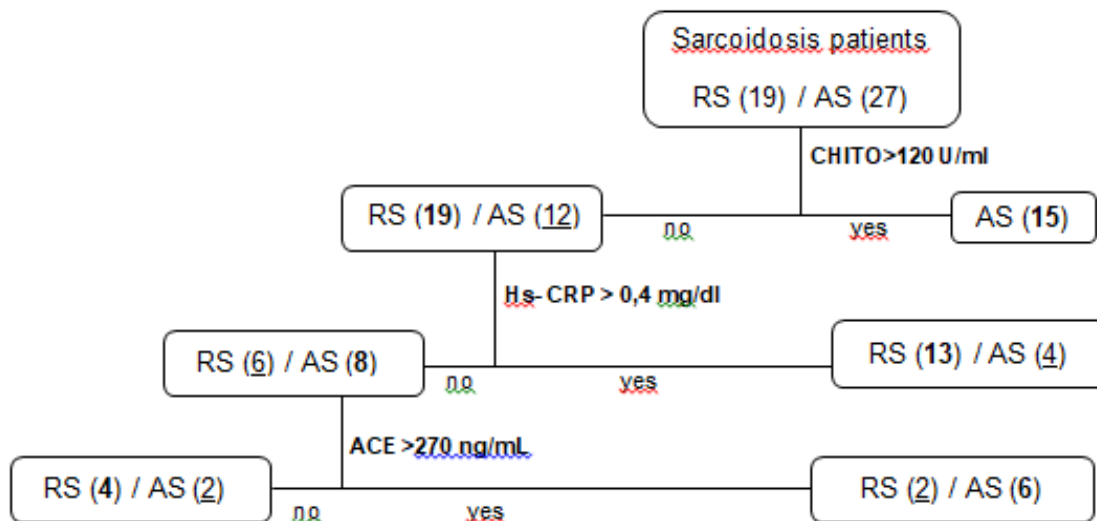 Sarcoidosis patients
RS (19) / AS (27)
CHITO>120 U/ml
RS (19) / AS (12)
no
yes
AS (15)
Hs- CRP > 0,4 mg/dl
RS (6) / AS (8)
no
yes
RS (13) / AS (4)
ACE >270 ng/mL
RS (4) / AS (2)
no
yes
RS (2) / AS (6)